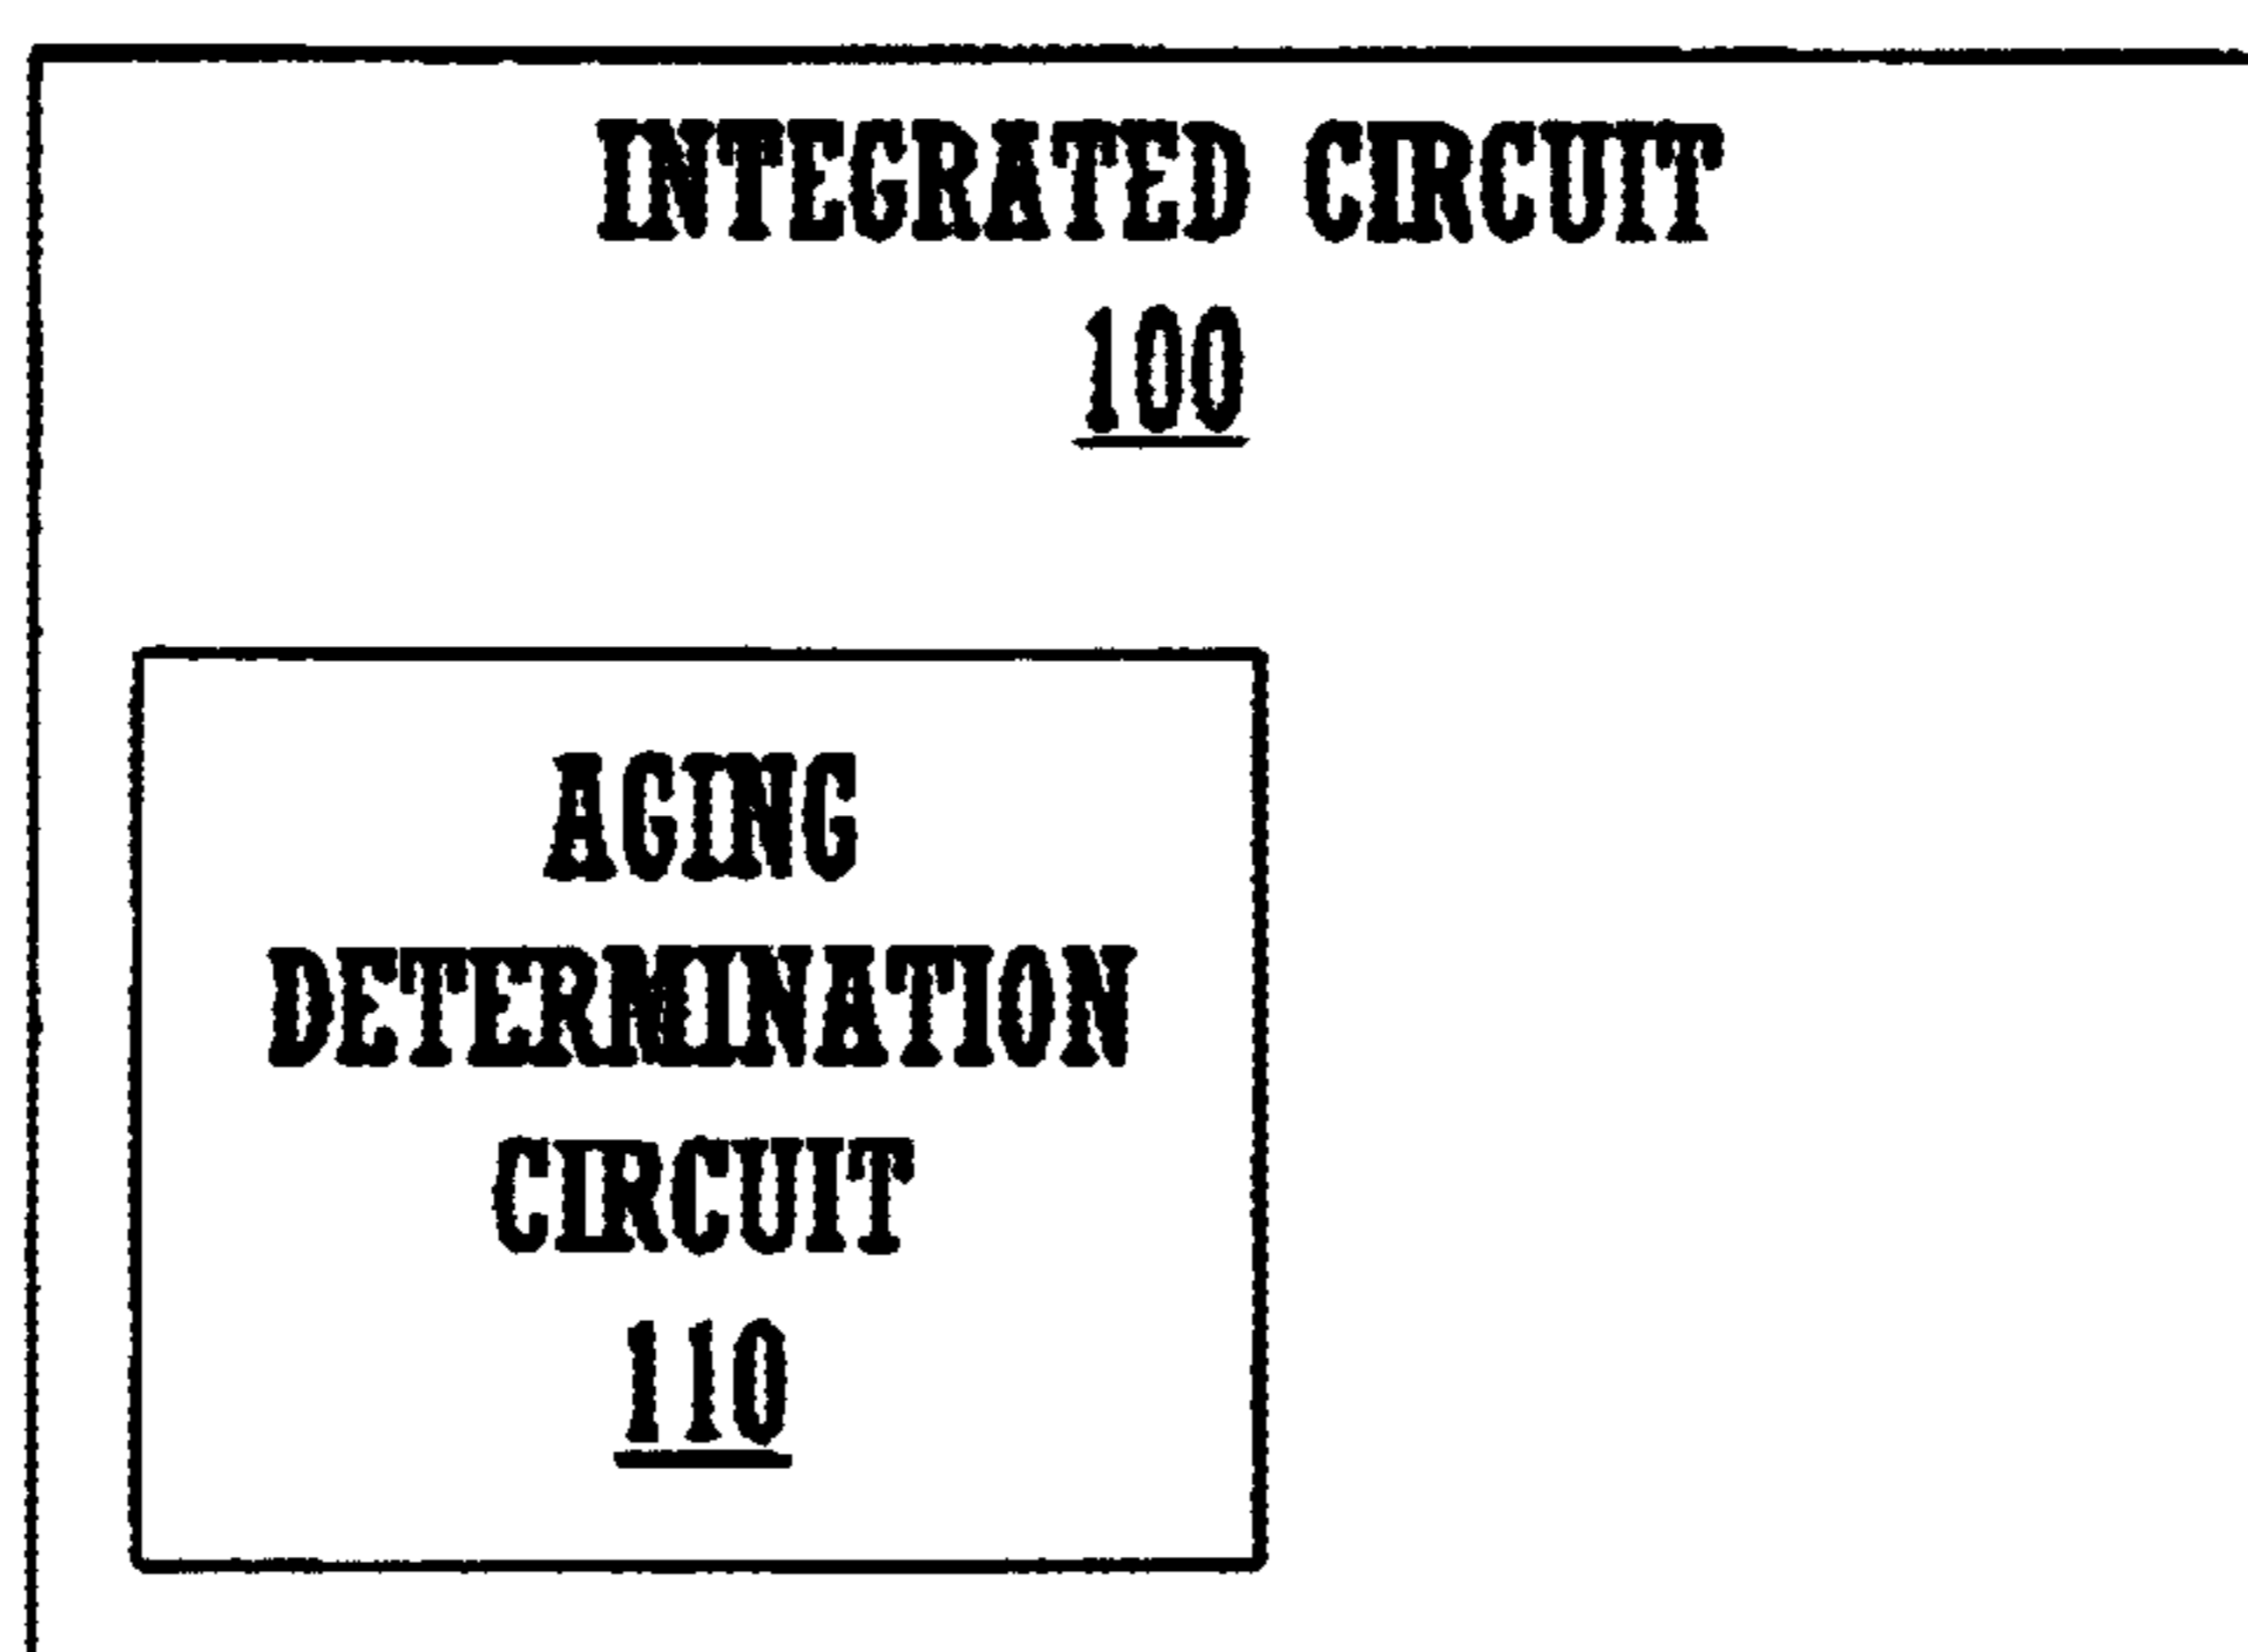 INTEGRATED CIRCUIT
100
AGING
DETERMINATION
CIRCUIT
110